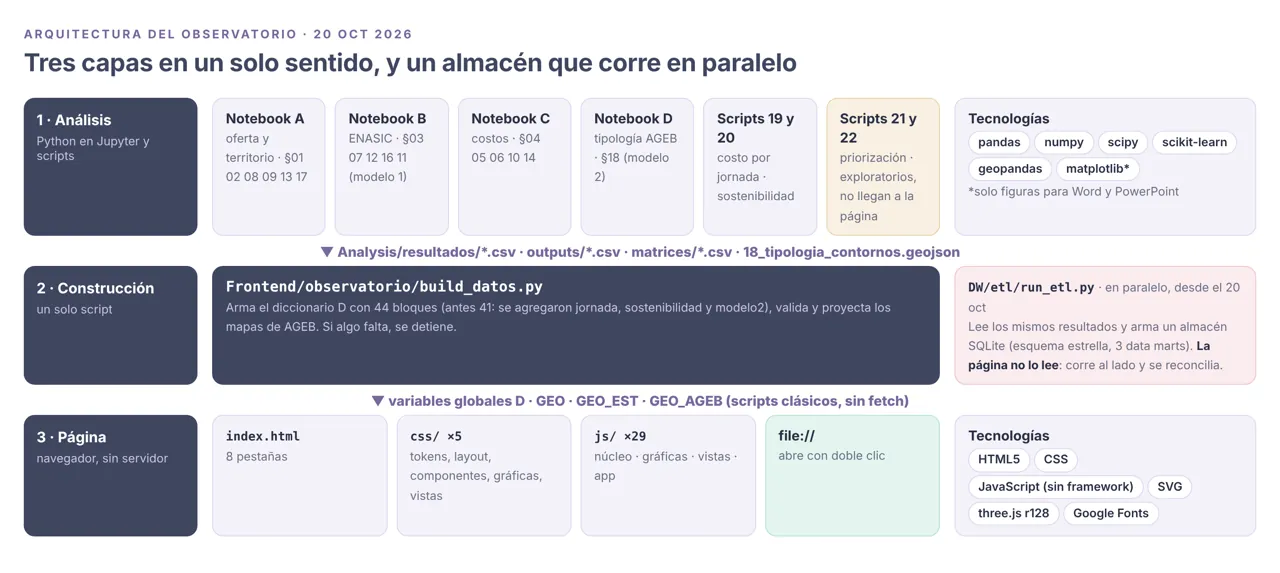 ARQUITECTURA DEL OBSERVATORIO · 20 OCT 2026
Tres capas en un solo sentido, y un almacén que corre en paralelo
1 · Análisis
Python en Jupyter y
scripts
Notebook A
oferta y
territorio · §01
02 08 09 13 17
Notebook B
ENASIC · §03
07 12 16 11
(modelo 1)
Notebook C
costos · §04
05 06 10 14
Notebook D
tipología AGEB
· §18 (modelo
2)
Scripts 19 y
20
costo por
jornada ·
sostenibilidad
Scripts 21 y
22
priorización ·
exploratorios,
no llegan a la
página
Tecnologías
pandas
numpy
scipy
scikit-learn
geopandas
matplotlib*
*solo figuras para Word y PowerPoint
▼ Analysis/resultados/*.csv · outputs/*.csv · matrices/*.csv · 18_tipologia_contornos.geojson
2 · Construcción
un solo script
Frontend/observatorio/build_datos.py
Arma el diccionario D con 44 bloques (antes 41: se agregaron jornada, sostenibilidad y modelo2), valida y proyecta los
mapas de AGEB. Si algo falta, se detiene.
DW/etl/run_etl.py · en paralelo, desde el 20
oct
Lee los mismos resultados y arma un almacén
SQLite (esquema estrella, 3 data marts). La
página no lo lee: corre al lado y se reconcilia.
▼ variables globales D · GEO · GEO_EST · GEO_AGEB (scripts clásicos, sin fetch)
3 · Página
navegador, sin servidor
index.html
8 pestañas
css/ ×5
tokens, layout,
componentes, gráficas,
vistas
js/ ×29
núcleo · gráficas · vistas ·
app
file://
abre con doble clic
Tecnologías
HTML5
CSS
JavaScript (sin framework)
SVG
three.js r128
Google Fonts